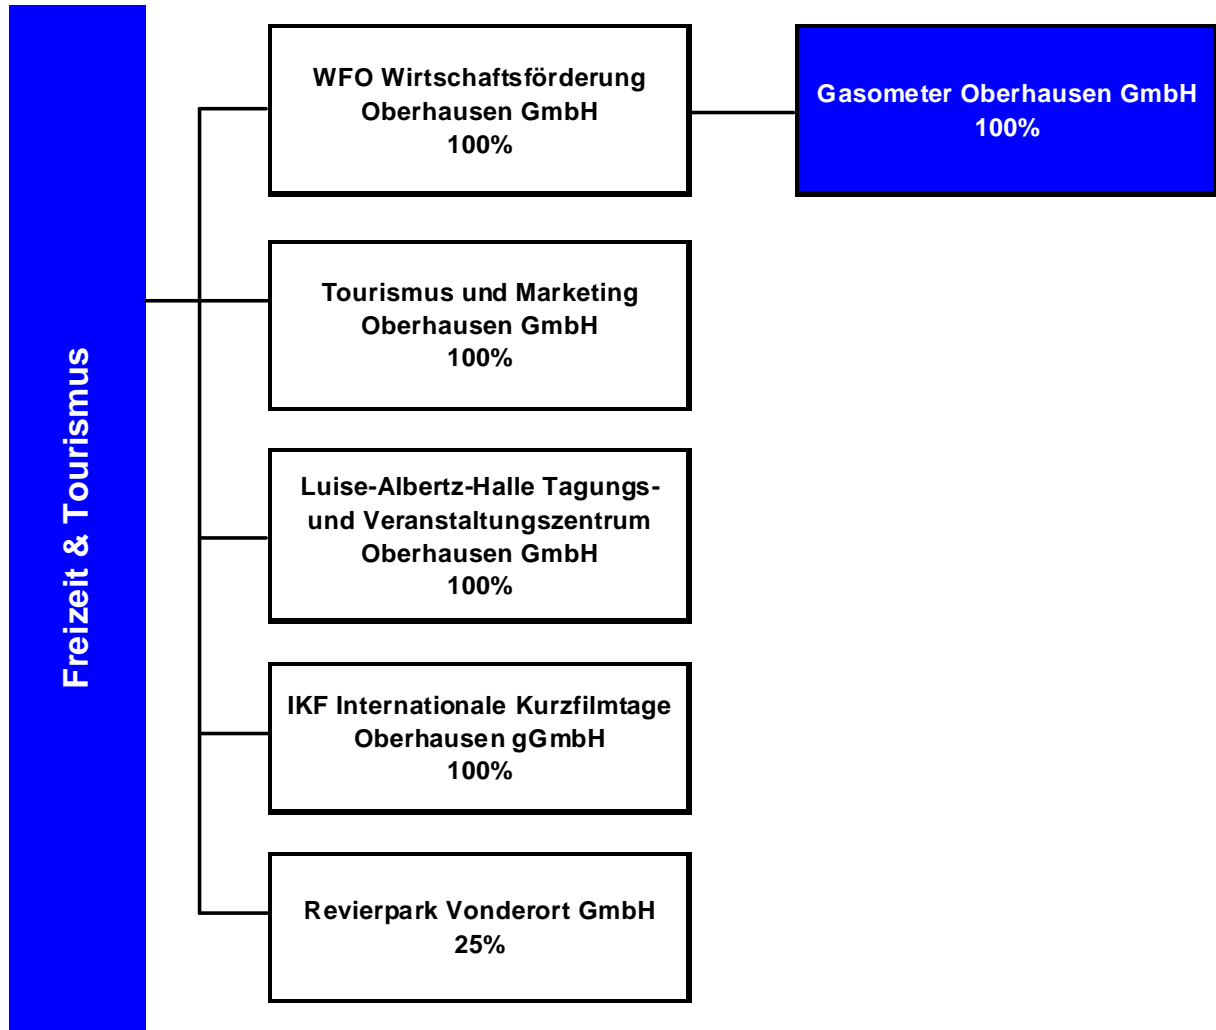 Freizeit & Tourismus
WFO Wirtschaftsförderung
Oberhausen GmbH
100%
Gasometer Oberhausen GmbH
100%
Tourismus und Marketing
Oberhausen GmbH
100%
Luise-Albertz-Halle Tagungs-
und Veranstaltungszentrum
Oberhausen GmbH
100%
IKF Internationale Kurzfilmtage
Oberhausen gGmbH
100%
Revierpark Vonderort GmbH
25%